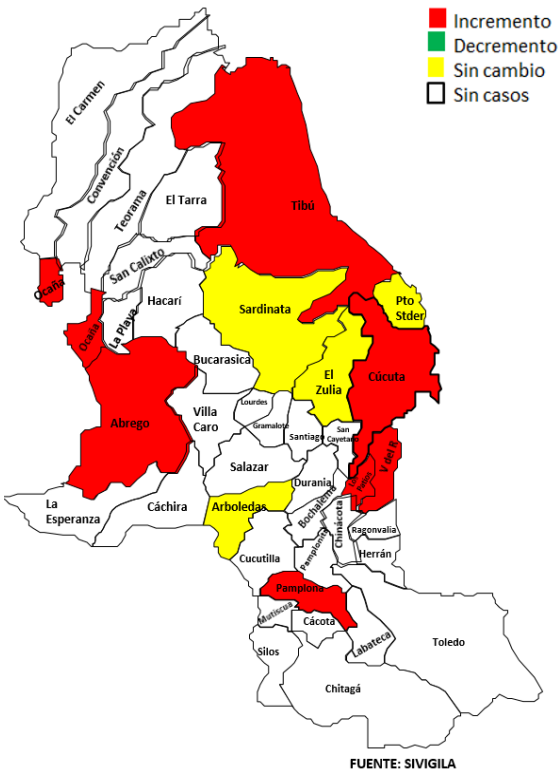 Incremento
Decremento
Sin cambio
Sin casos
El Carmen
Convención
Teorama
El Tarra
Tibú
San Calixto
Ocaña
Hacarí
La Playa
Ocaña
Sardinata
Pto
Stder
Bucarasica
El
Zulia
Cúcuta
Abrego
Villa
Caro
Lourdes
Gramalote
Santiago
San
Cayetano
V del R.
Salazar
Durania
Los
Patios
La
Esperanza
Cáchira
Arboledas
Bochalema
Chinácota
Ragonvalia
Pamplonita
Herrán
Cucutilla
Pamplona
Mutiscua
Cácota
Labateca
Toledo
Silos
Chitagá
FUENTE: SIVIGILA